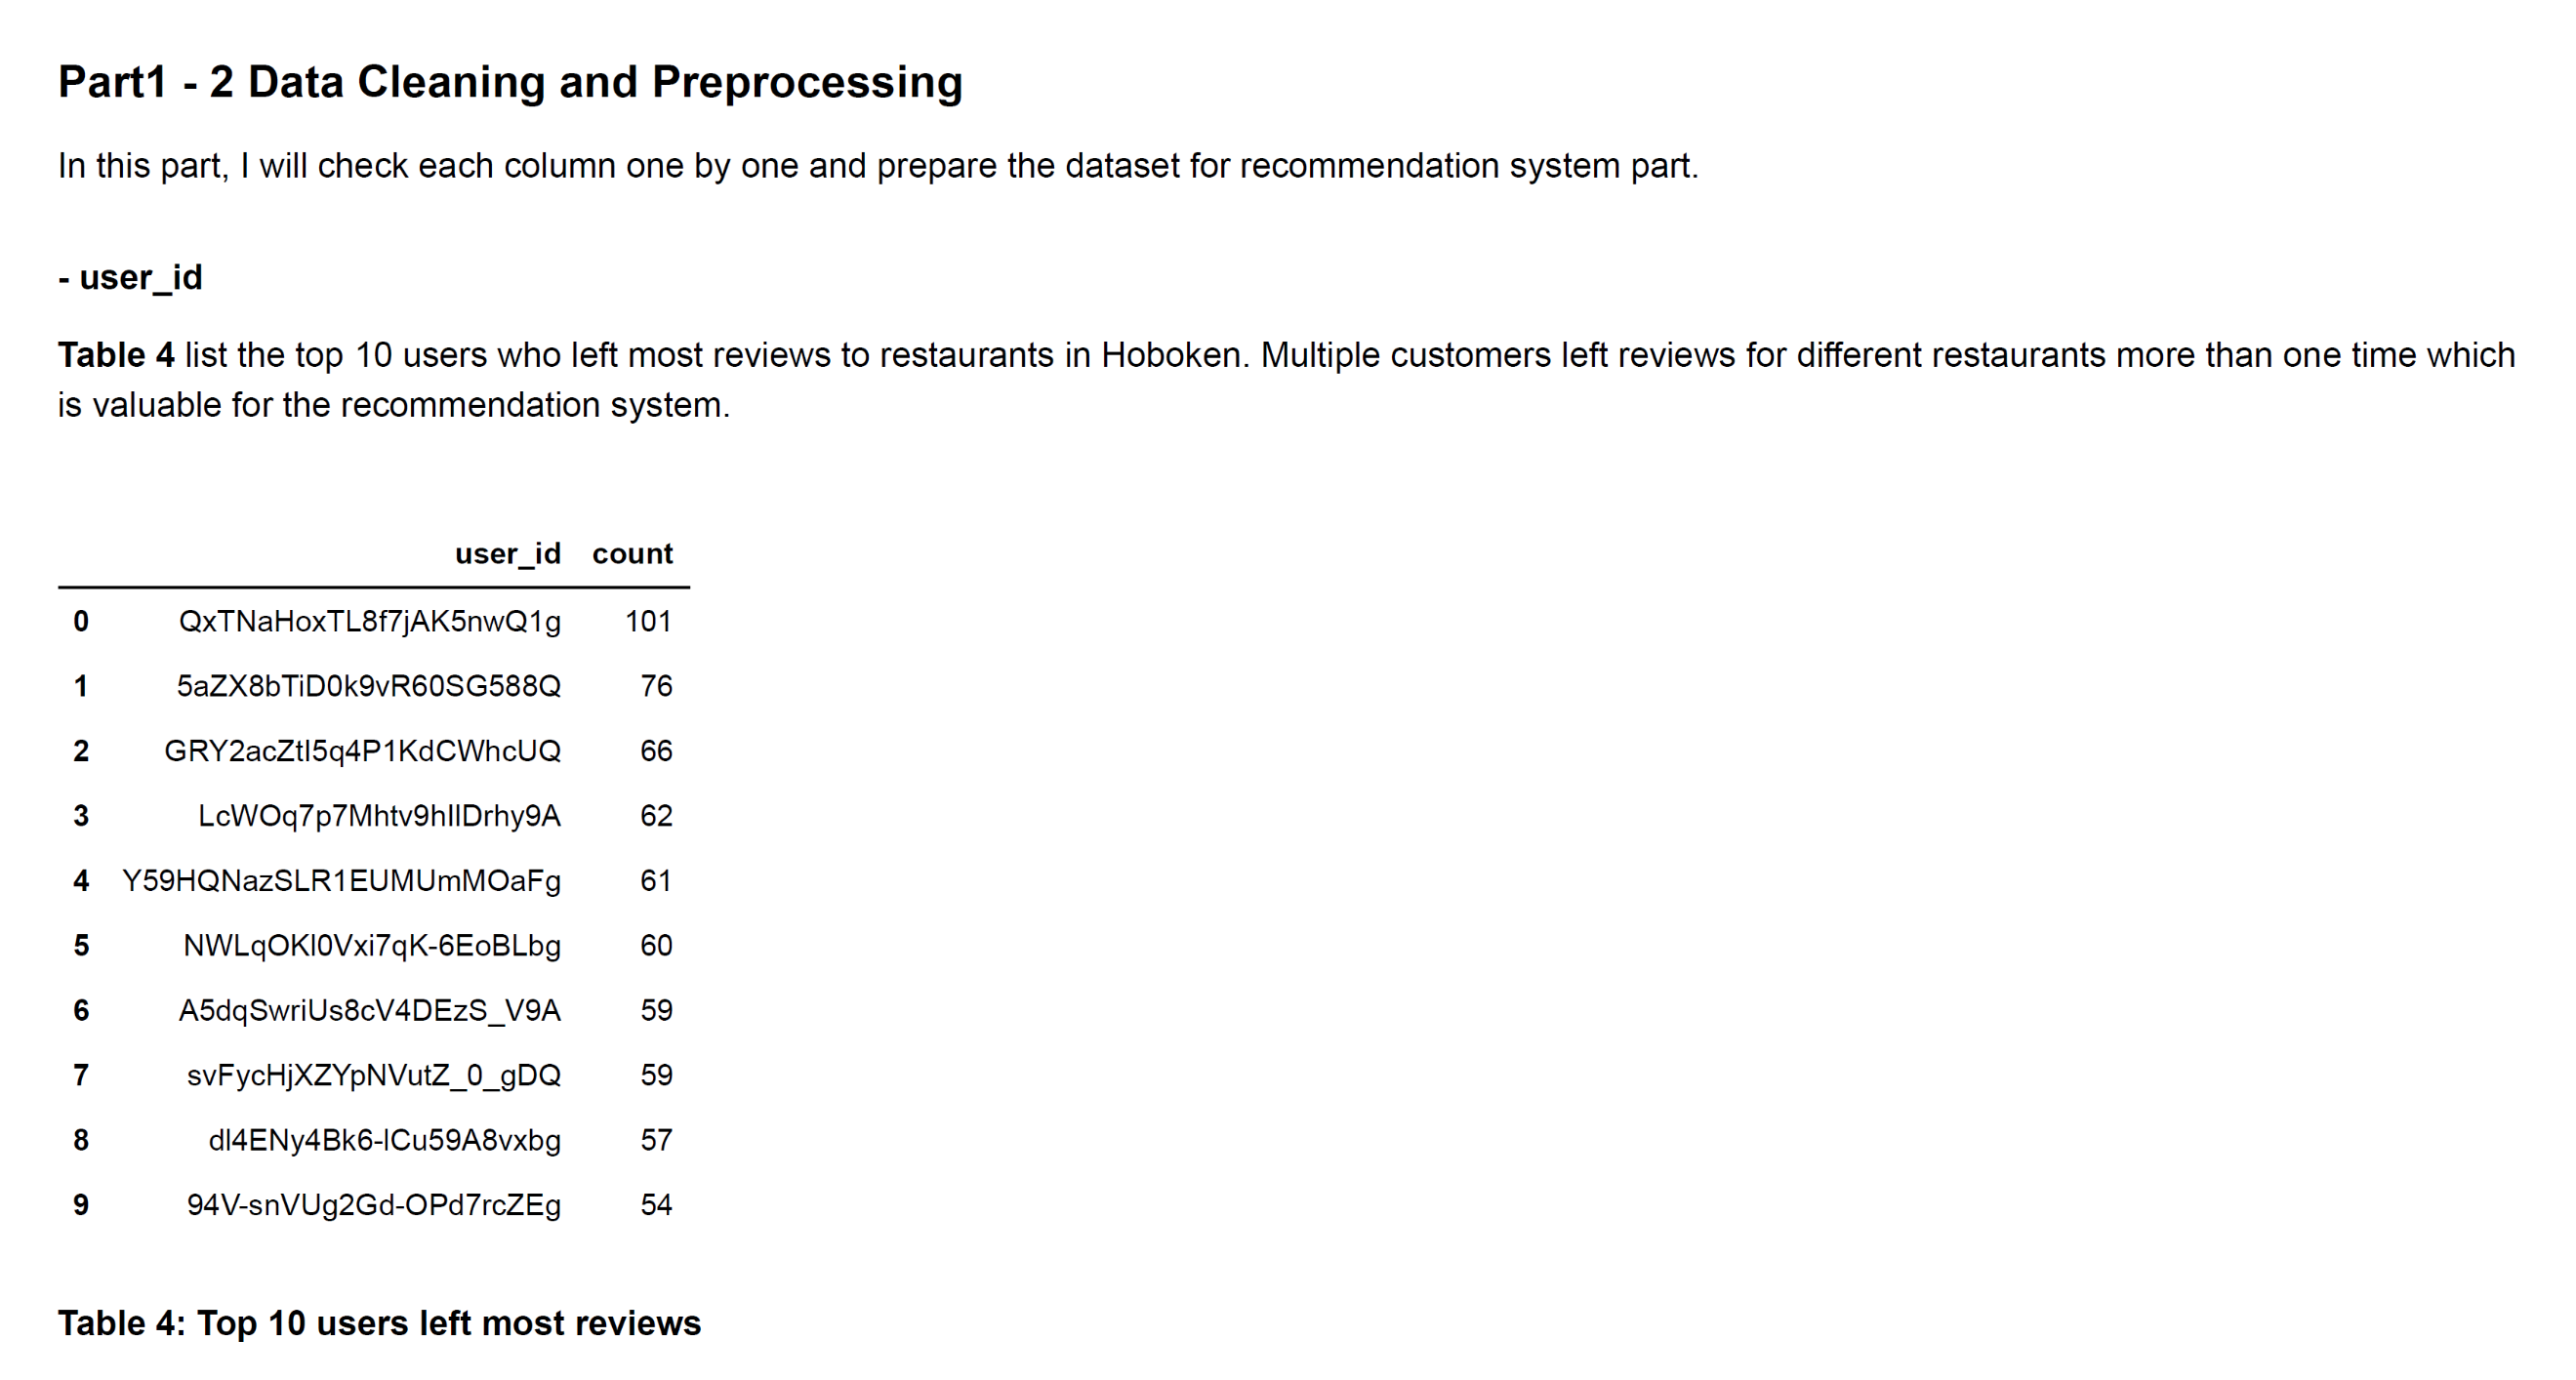 Part1 - 2 Data Cleaning and Preprocessing
In this part, I will check each column one by one and prepare the dataset for recommendation system part.
- user_id
Table 4 list the top 10 users who left most reviews to restaurants in Hoboken. Multiple customers left reviews for different restaurants more than one time which
is valuable for the recommendation system.
user_id count
0 QxTNaHoxTL8f7jAK5nwQ1g 101
1 5aZX8bTiD0k9vR60SG588Q 76
2 GRY2acZtI5q4P1KdCWhcUQ 66
3 LcWOq7p7Mhtv9hIlDrhy9A 62
4 Y59HQNazSLR1EUMUmMOaFg 61
5 NWLqOKl0Vxi7qK-6EoBLbg 60
6 A5dqSwriUs8cV4DEzS_V9A 59
7 svFycHjXZYpNVutZ_0_gDQ 59
8 dl4ENy4Bk6-lCu59A8vxbg 57
9 94V-snVUg2Gd-OPd7rcZEg 54
Table 4: Top 10 users left most reviews